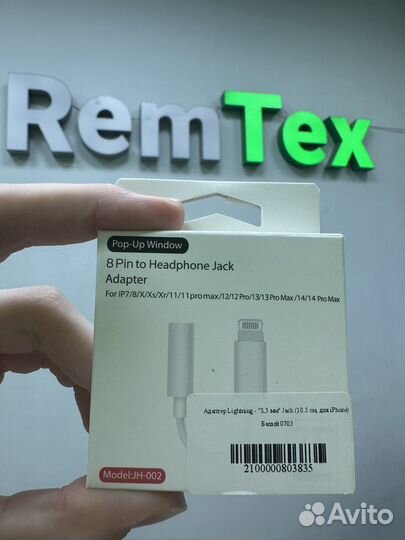 RemTex
Pop-Up Window
8 Pin to Headphone Jack
Adapter
For iP7/8/X/Xs/Xr/11/11 pro max/12/12 Pro/13/13 Pro Max/14/14 Pro Max
Адаптер Lightning - "3,5 мм" Jack (10.5 см, для iPhone)
Белый 0705
2100000803835
Model:JH-002
Avito